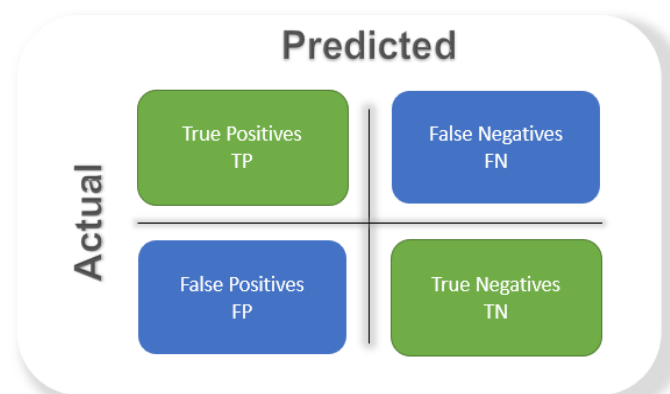 Predicted
Actual
True Positives
TP
False Negatives
FN
False Positives
FP
True Negatives
TN